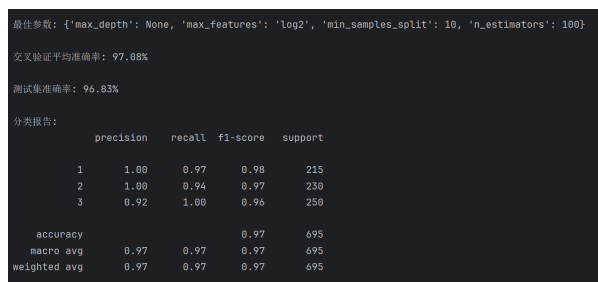 最佳参数: {'max_depth': None, 'max_features': 'log2', 'min_samples_split': 10, 'n_estimators': 100}
交叉验证平均准确率: 97.08%
测试集准确率: 96.83%
分类报告:
precision recall f1-score support
1 1.00 0.97 0.98 215
2 1.00 0.94 0.97 230
3 0.92 1.00 0.96 250
accuracy 0.97 695
macro avg 0.97 0.97 0.97 695
weighted avg 0.97 0.97 0.97 695